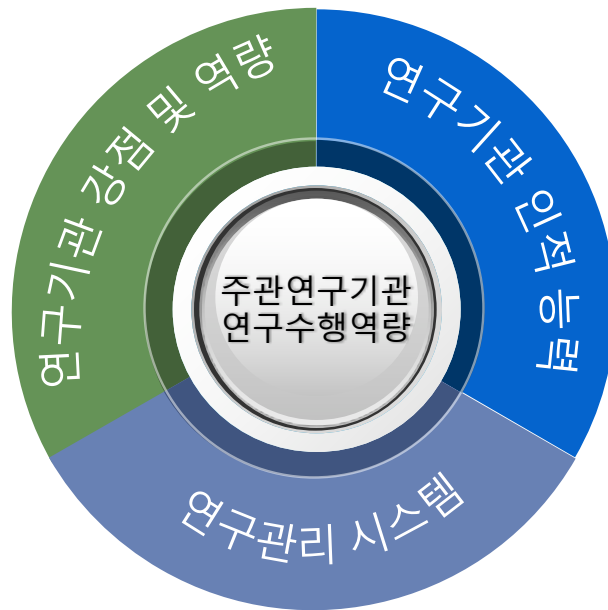 연구기관 강점 및 역량
연구기관 인적 능력
주관연구기관
연구수행역량
연구관리 시스템